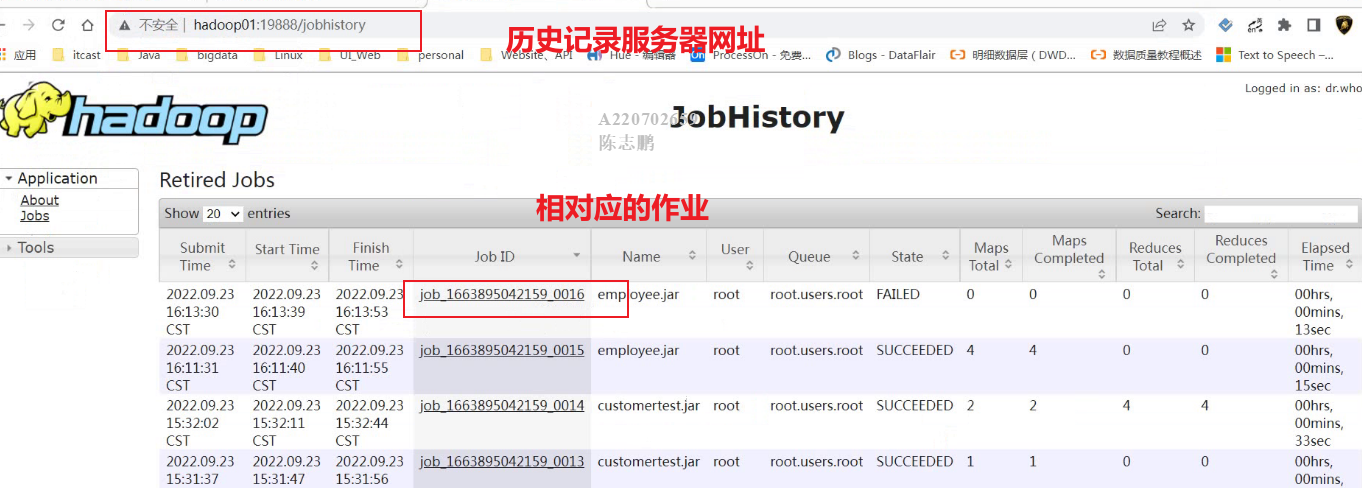 不安全 | hadoop01:19888/jobhistory
历史记录服务器网址
应用 itcast Java bigdata Linux UI_Web personal Website、API Hue - 编辑器 ProcessOn - 免费... Blogs - DataFlair 明细数据层 ( DWD... 数据质量教程概述 Text to Speech –...
Logged in as: dr.who
hadoop
JobHistory
陈志鹏
Application
About
Jobs
Tools
Retired Jobs
相对应的作业
Show 20 entries Search:
Submit Time Start Time Finish Time Job ID Name User Queue State Maps Total Maps Completed Reduces Total Reduces Completed Elapsed Time
2022.09.23 16:13:30 CST 2022.09.23 16:13:39 CST 2022.09.23 16:13:53 CST job_1663895042159_0016 employee.jar root root.users.root FAILED 0 0 0 0 00hrs, 00mins, 13sec
2022.09.23 16:11:31 CST 2022.09.23 16:11:40 CST 2022.09.23 16:11:55 CST job_1663895042159_0015 employee.jar root root.users.root SUCCEEDED 4 4 0 0 00hrs, 00mins, 15sec
2022.09.23 15:32:02 CST 2022.09.23 15:32:11 CST 2022.09.23 15:32:44 CST job_1663895042159_0014 customertest.jar root root.users.root SUCCEEDED 2 2 4 4 00hrs, 00mins, 33sec
2022.09.23 15:31:37 2022.09.23 15:31:47 2022.09.23 15:31:56 job_1663895042159_0013 customertest.jar root root.users.root SUCCEEDED 1 1 0 0 00hrs, 00mins,